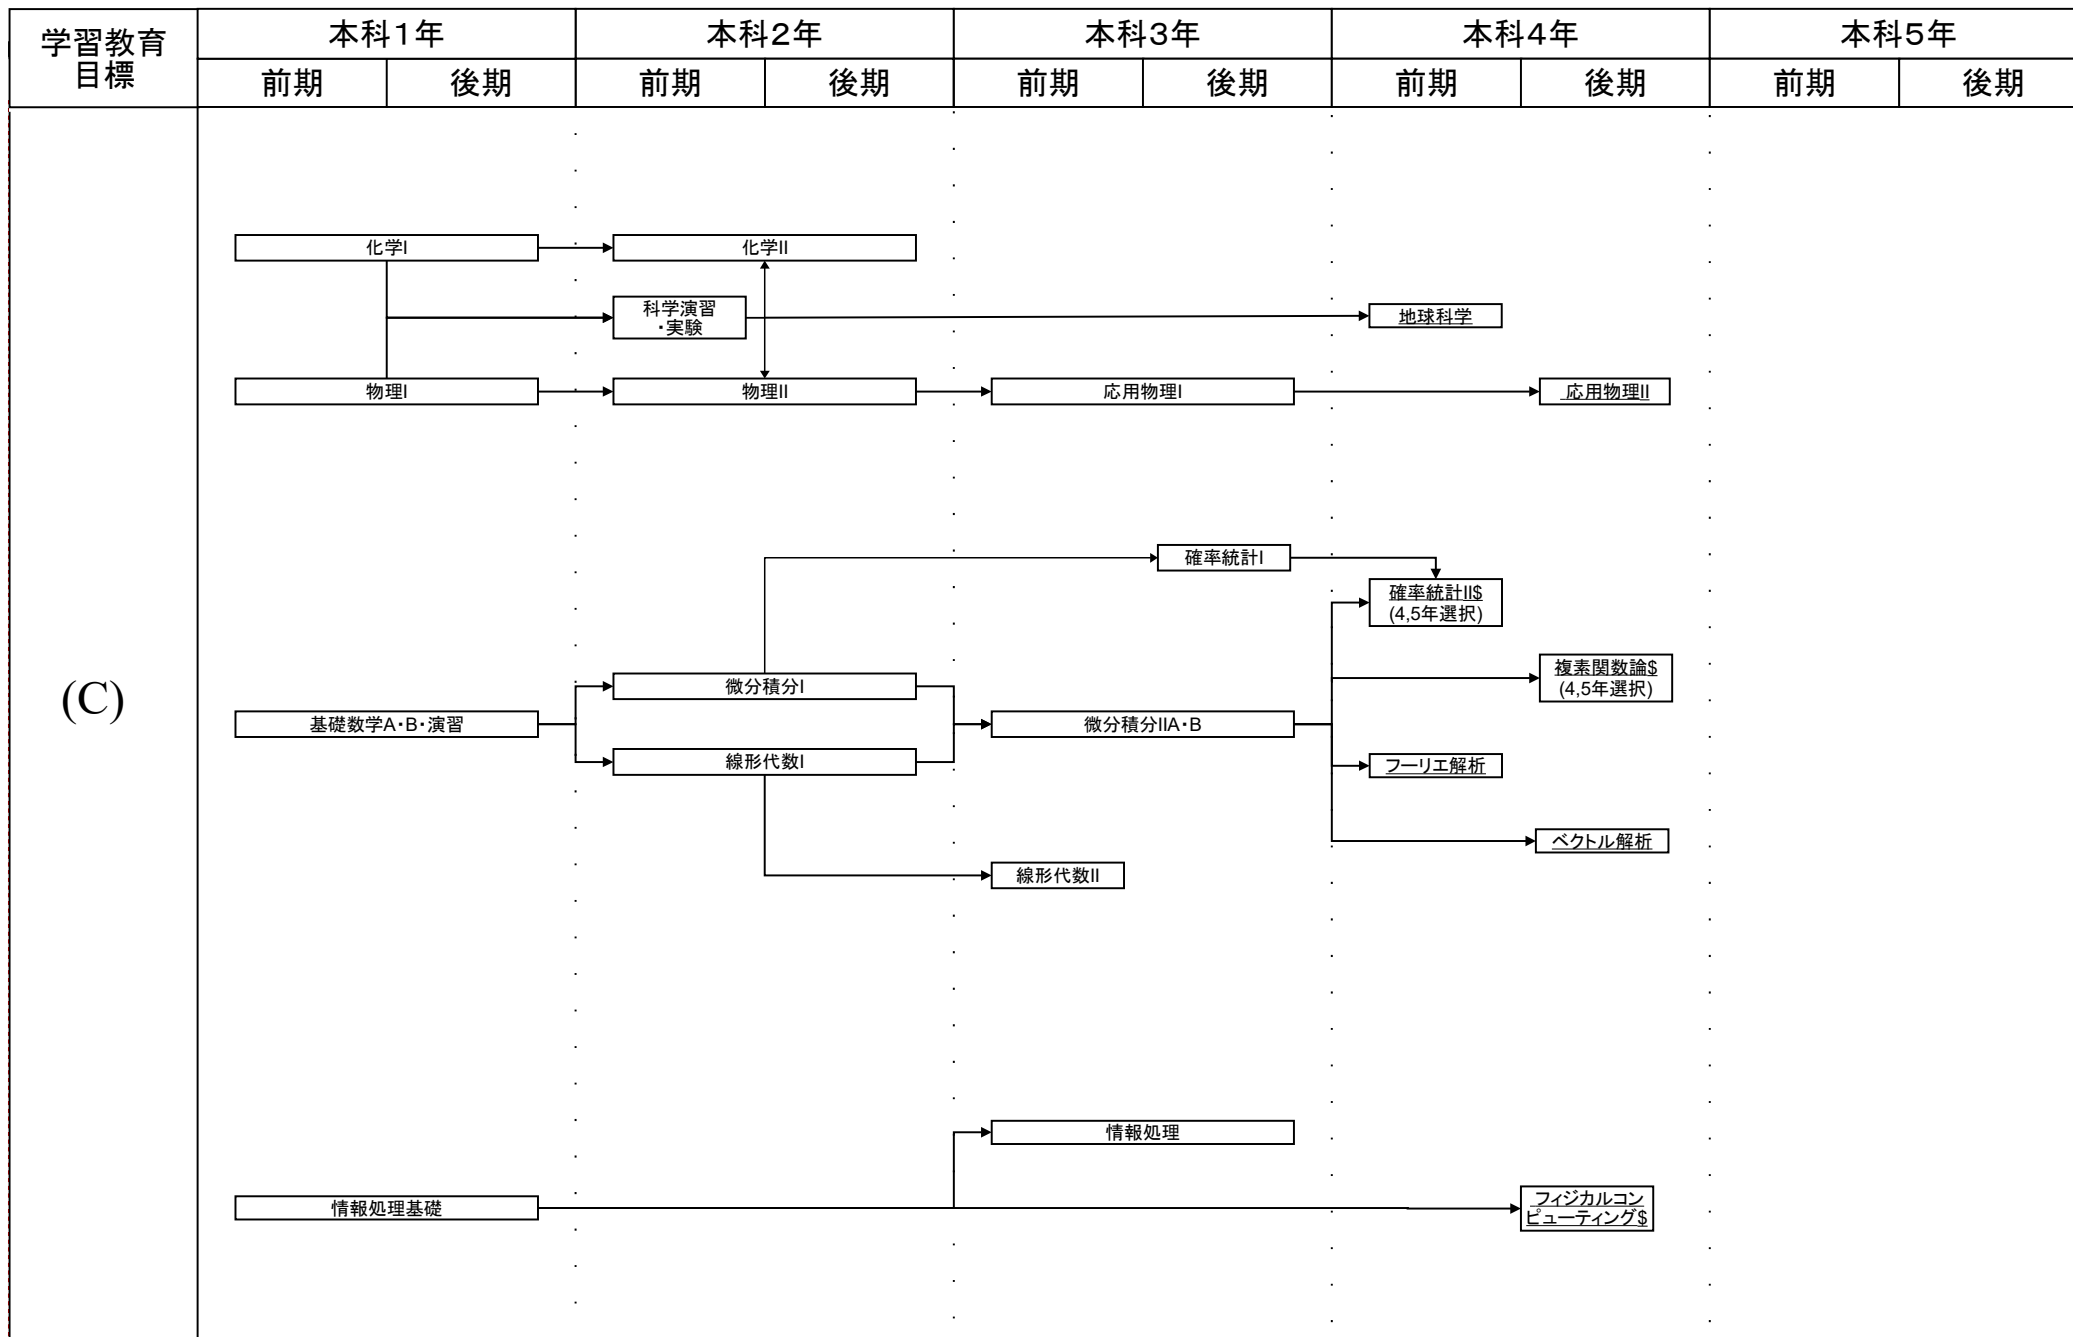 学習教育
目標
本科1年
本科2年
本科3年
本科4年
本科5年
前期
後期
前期
後期
前期
後期
前期
後期
前期
後期
(C)
化学I
化学II
科学演習
・実験
地球科学
物理I
物理II
応用物理I
応用物理II
確率統計I
確率統計II$
(4,5年選択)
微分積分I
複素関数論$
(4,5年選択)
基礎数学A・B・演習
微分積分IIA・B
線形代数I
フーリエ解析
ベクトル解析
線形代数II
情報処理
情報処理基礎
フィジカルコン
ピューティング$